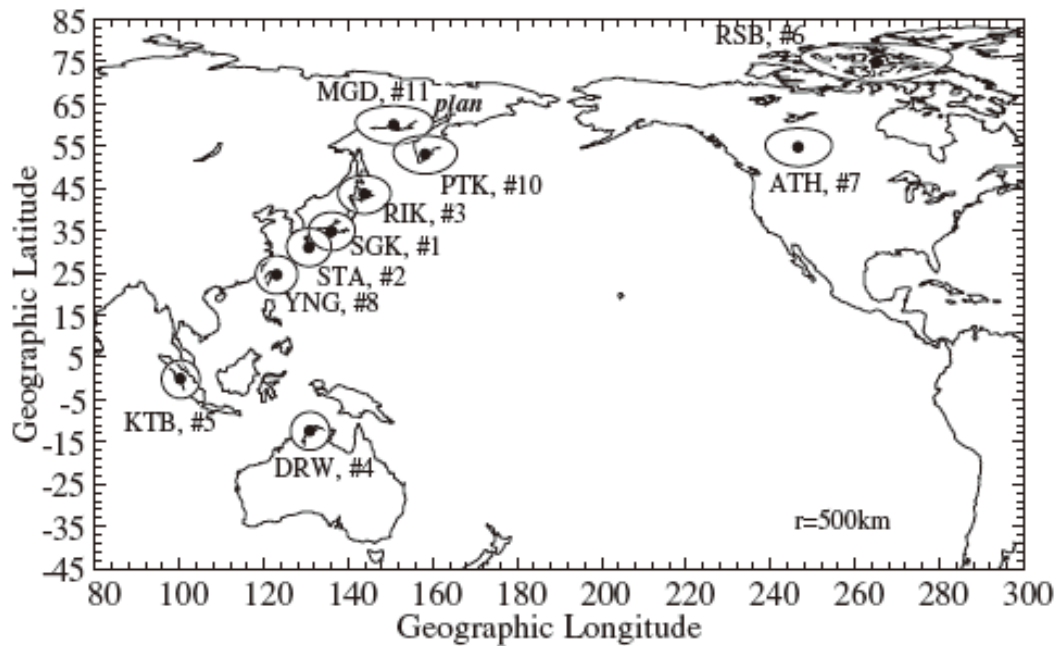 85
75
65
55
45
35
25
15
5
-5
-15
-25
-35
-45
Geographic Latitude
RSB, #6
MGD, #11
plan
ATH, #7
PTK, #10
RIK, #3
SGK, #1
STA, #2
YNG, #8
KTB, #5
DRW, #4
r=500km
80 100 120 140 160 180 200 220 240 260 280 300
Geographic Longitude